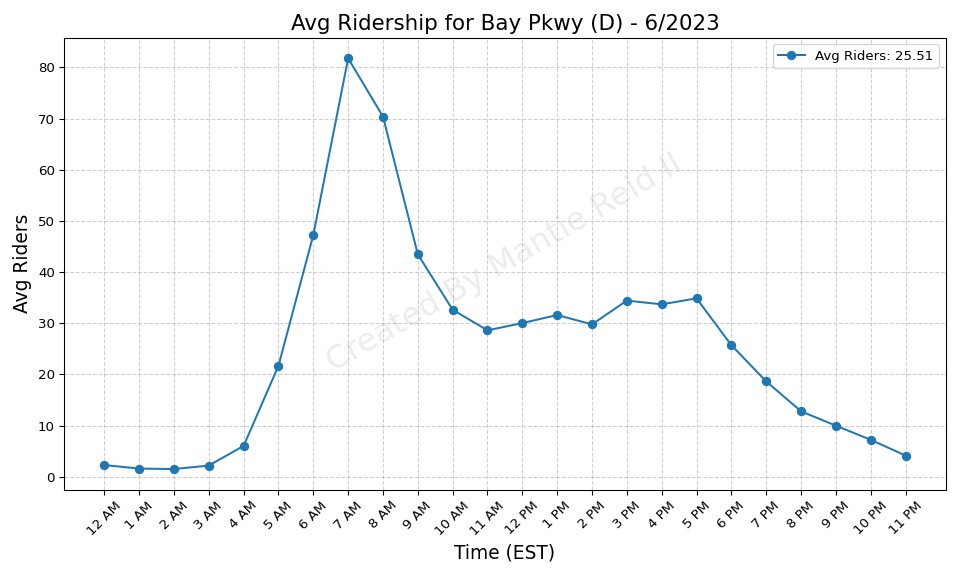 Avg Ridership for Bay Pkwy (D) - 6/2023
Avg Riders: 25.51
Avg Riders
80
70
60
50
40
30
20
10
0
Created By Mantle Reid II
12 AM
1 AM
2 AM
3 AM
4 AM
5 AM
6 AM
7 AM
8 AM
9 AM
10 AM
11 AM
12 PM
1 PM
2 PM
3 PM
4 PM
5 PM
6 PM
7 PM
8 PM
9 PM
10 PM
11 PM
Time (EST)